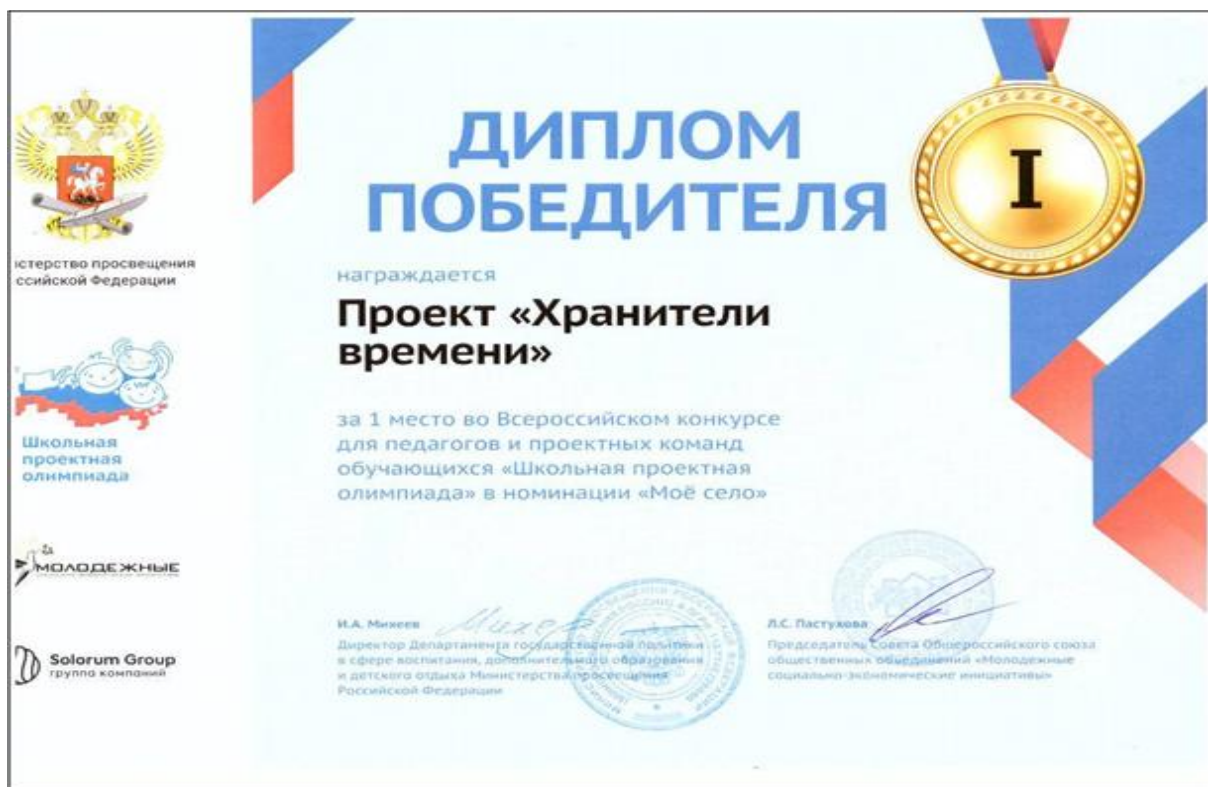 ДИПЛОМ
ПОБЕДИТЕЛЯ
I
истерство просвещения
ссийской Федерации
награждается
Проект «Хранители
времени»
Школьная
проектная
олимпиада
за 1 место во Всероссийском конкурсе
для педагогов и проектных команд
обучающихся «Школьная проектная
олимпиада» в номинации «Моё село»
МОЛОДЕЖНЫЕ
Solorum Group
группа компаний
И.А. Михеев
Директор Департамента государственной политики
в сфере воспитания, дополнительного образования
и детского отдыха Министерства просвещения
Российской Федерации
Л.С. Пастухова
Председатель Совета Общероссийского союза
общественных объединений «Молодежные
социально-экономические инициативы»